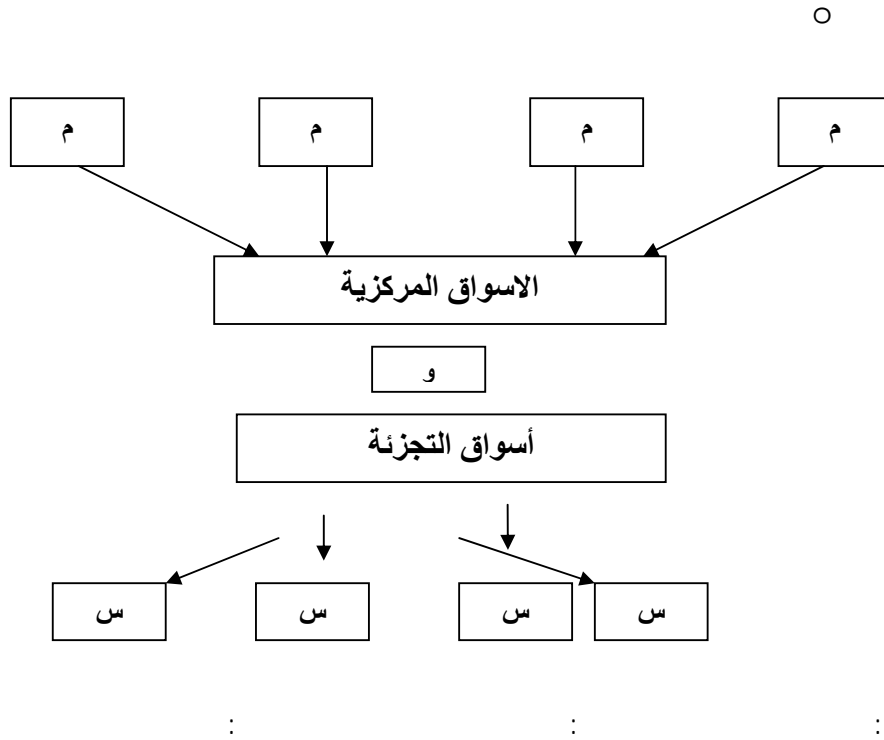 م م م م
الاسواق المركزية
و
أسواق التجزئة
س س س س
: : :